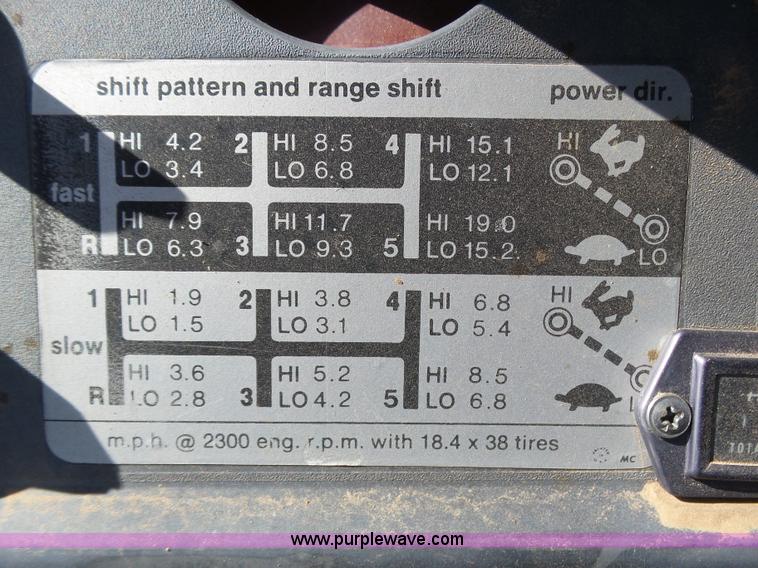 shift pattern and range shift power dir.
1 HI 4.2 2 HI 8.5 4 HI 15.1 HI
LO 3.4 LO 6.8 LO 12.1
fast
HI 7.9 HI 11.7 HI 19.0
R LO 6.3 3 LO 9.3 5 LO 15.2 LO
1 HI 1.9 2 HI 3.8 4 HI 6.8 HI
LO 1.5 LO 3.1 LO 5.4
slow
HI 3.6 HI 5.2 HI 8.5
R LO 2.8 3 LO 4.2 5 LO 6.8
m.p.h. @ 2300 eng. r.p.m. with 18.4 x 38 tires
MC
www.purplewave.com